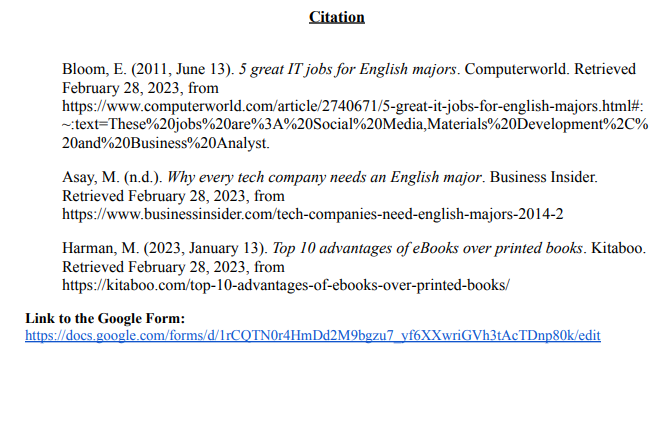 Citation
Bloom, E. (2011, June 13). 5 great IT jobs for English majors. Computerworld. Retrieved
February 28, 2023, from
https://www.computerworld.com/article/2740671/5-great-it-jobs-for-english-majors.html#:
~:text=These%20jobs%20are%3A%20Social%20Media,Materials%20Development%2C%
20and%20Business%20Analyst.
Asay, M. (n.d.). Why every tech company needs an English major. Business Insider.
Retrieved February 28, 2023, from
https://www.businessinsider.com/tech-companies-need-english-majors-2014-2
Harman, M. (2023, January 13). Top 10 advantages of eBooks over printed books. Kitaboo.
Retrieved February 28, 2023, from
https://kitaboo.com/top-10-advantages-of-ebooks-over-printed-books/
Link to the Google Form:
https://docs.google.com/forms/d/1rCQTN0r4HmDd2M9bgzu7_yf6XXwriGVh3tAcTDnp80k/edit